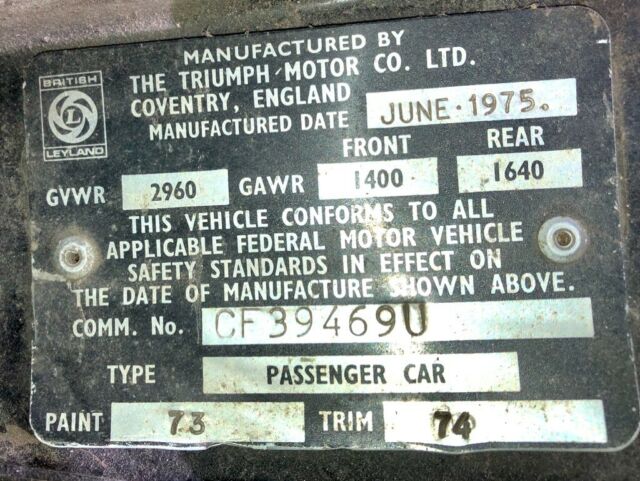 MANUFACTURED BY
THE TRIUMPH MOTOR CO. LTD.
BRITISH
L
LEYLAND
COVENTRY, ENGLAND
MANUFACTURED DATE JUNE·1975.
FRONT REAR
GVWR 2960 GAWR 1400 1640
THIS VEHICLE CONFORMS TO ALL
APPLICABLE FEDERAL MOTOR VEHICLE
SAFETY STANDARDS IN EFFECT ON
THE DATE OF MANUFACTURE SHOWN ABOVE.
COMM. No. CF39469U
TYPE PASSENGER CAR
PAINT 73 TRIM 74